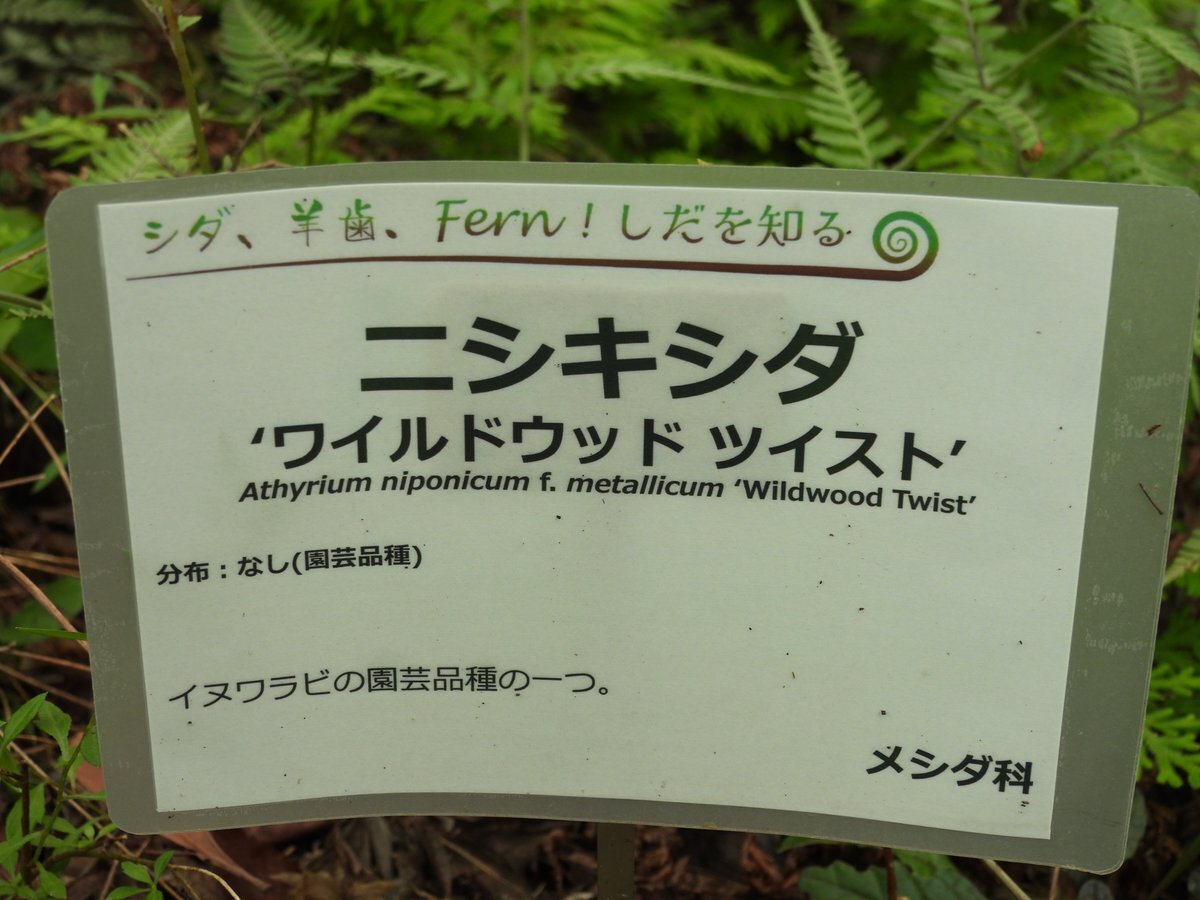 シダ、羊歯、Fern！しだを知る
ニシキシダ
‘ワイルドウッド ツイスト’
Athyrium niponicum f. metallicum ‘Wildwood Twist’
分布：なし(園芸品種)
イヌワラビの園芸品種の一つ。
メシダ科